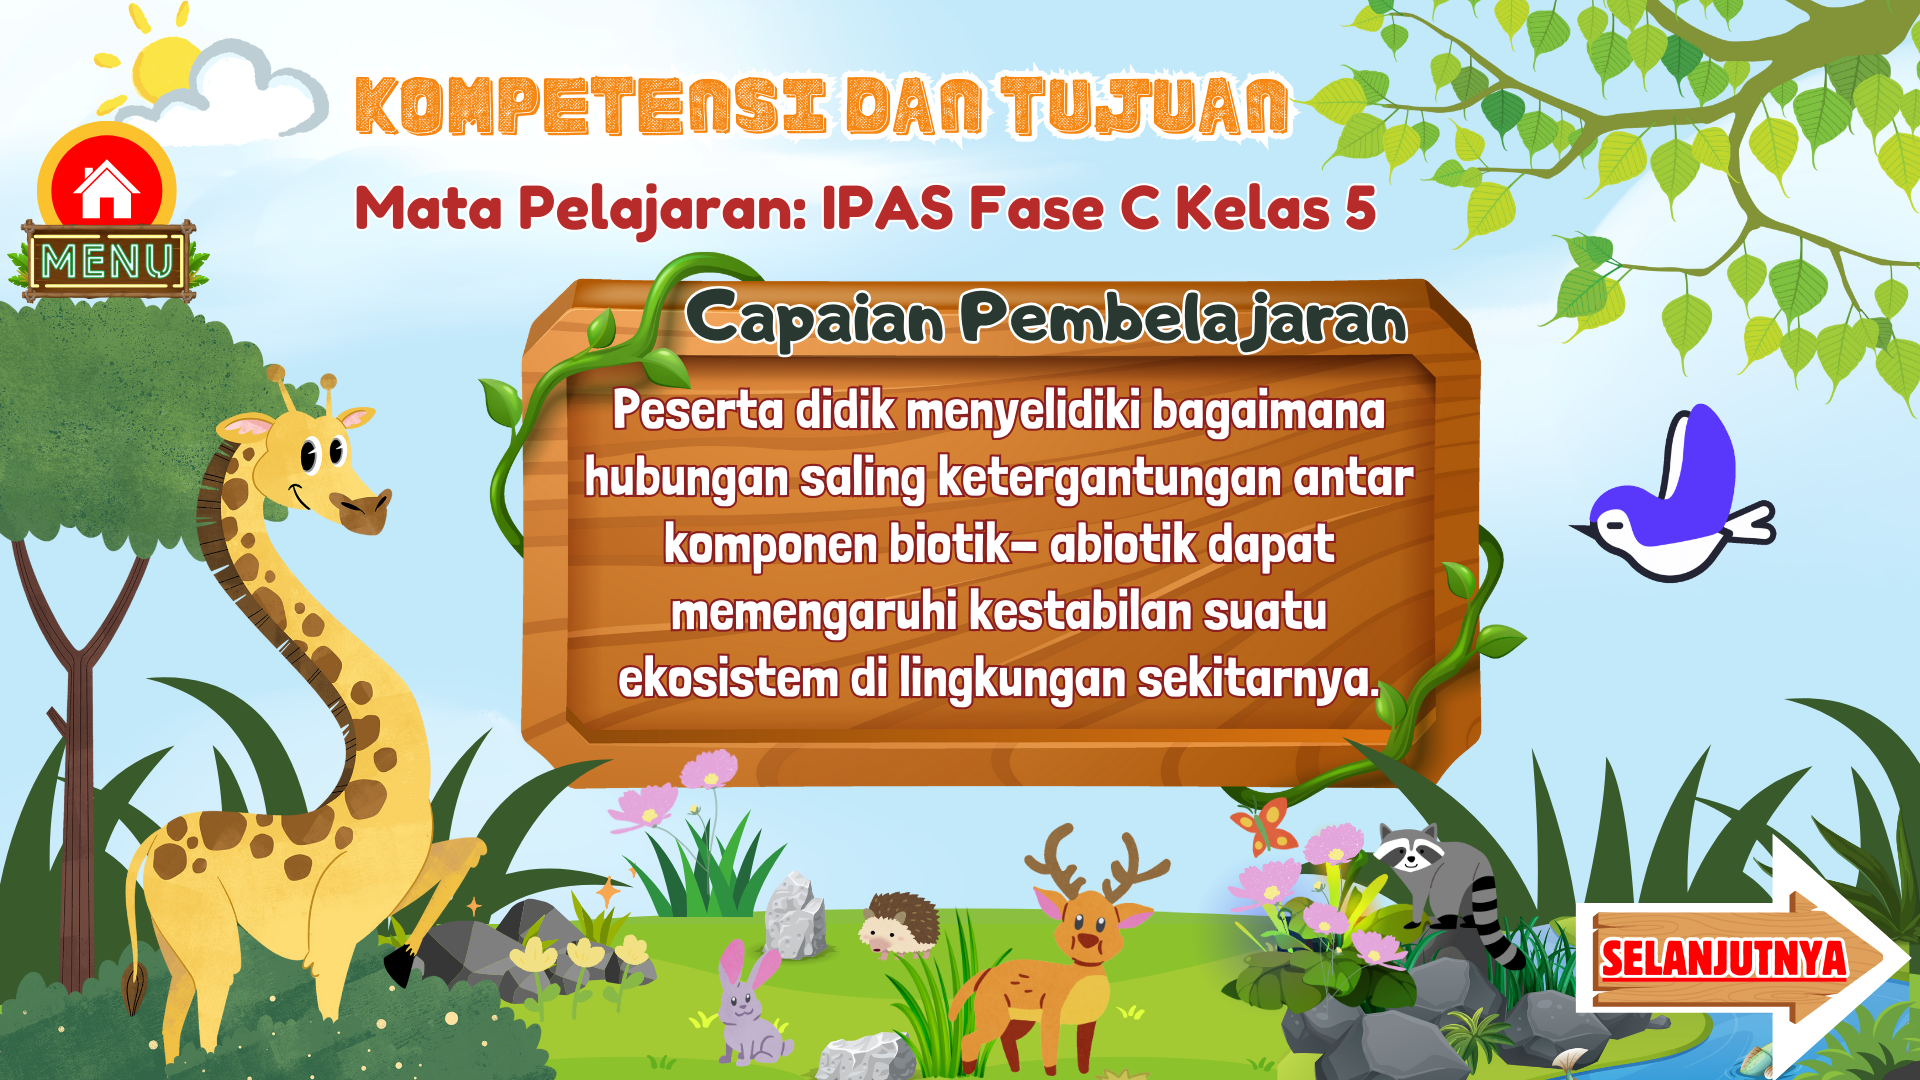 KOMPETENSI DAN TUJUAN
Mata Pelajaran: IPAS Fase C Kelas 5
MENU
Capaian Pembelajaran
Peserta didik menyelidiki bagaimana
hubungan saling ketergantungan antar
komponen biotik– abiotik dapat
memengaruhi kestabilan suatu
ekosistem di lingkungan sekitarnya.
SELANJUTNYA